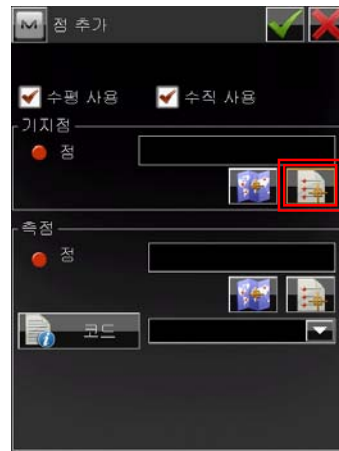 점 추가
수평 사용 수직 사용
기지점
점
측점
점
코드